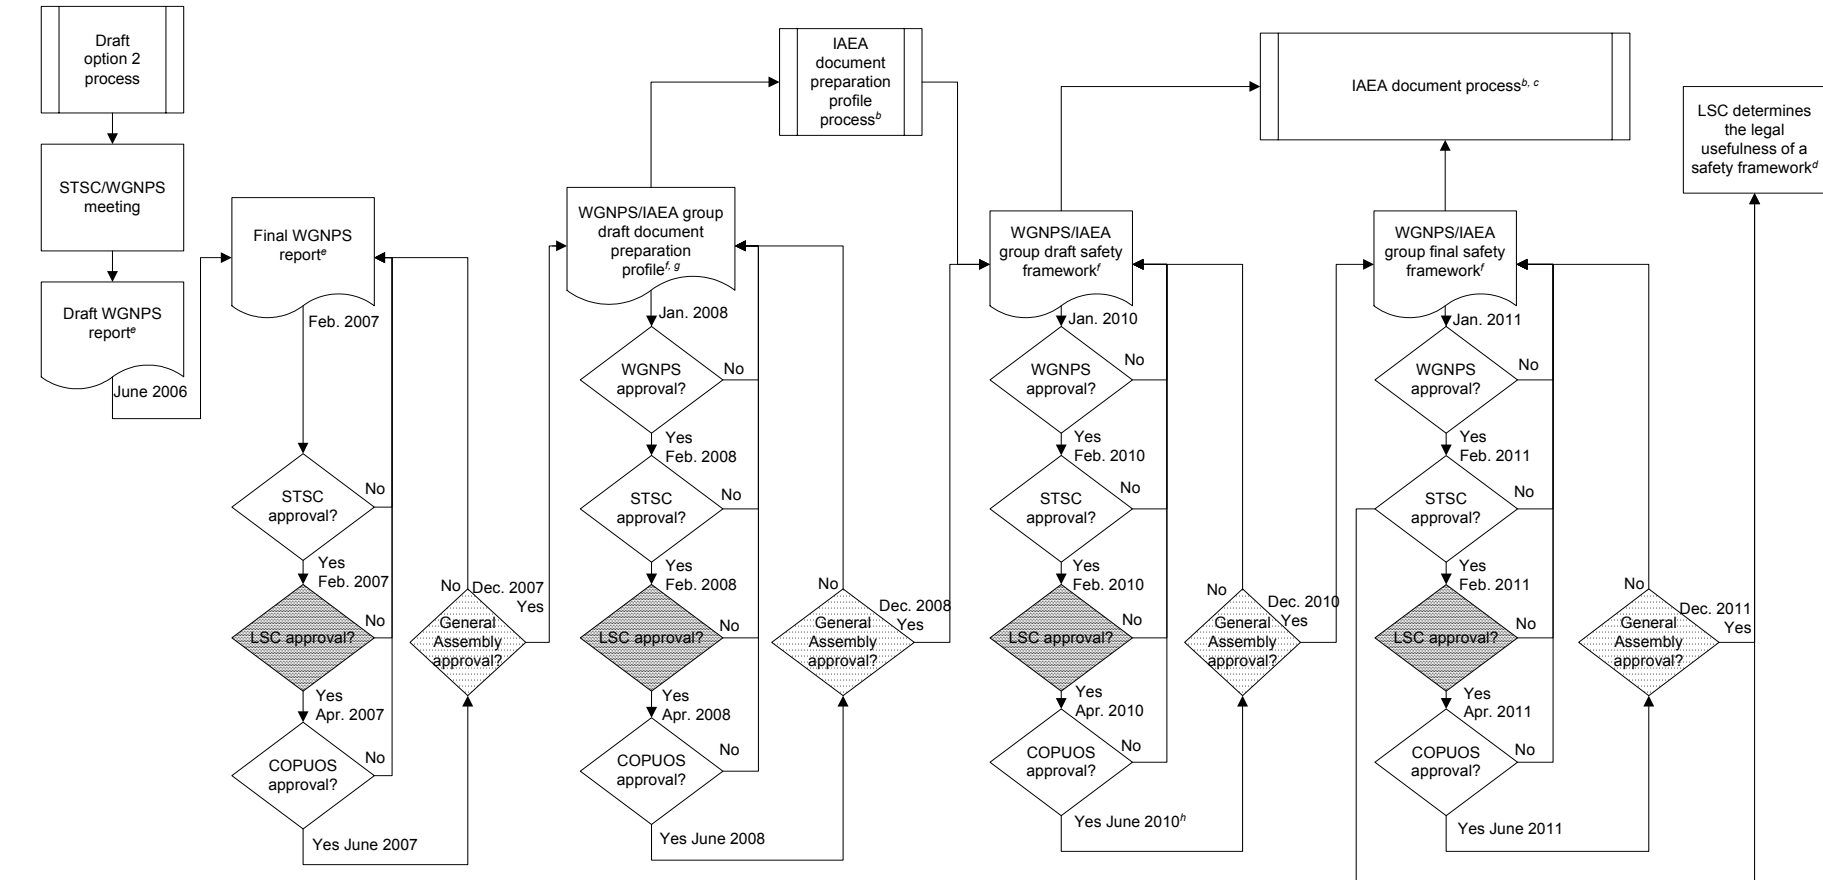 Draft
option 2
process
STSC/WGNPS
meeting
Draft WGNPS
report^e
June 2006
Final WGNPS
report^e
Feb. 2007
STSC
approval?
No
Yes
Feb. 2007
LSC approval?
No
Yes
Apr. 2007
COPUOS
approval?
No
Yes June 2007
No
Dec. 2007
Yes
General
Assembly
approval?
IAEA
document
preparation
profile
process^b
WGNPS/IAEA group
draft document
preparation
profile^f, g
Jan. 2008
WGNPS
approval?
No
Yes
Feb. 2008
STSC
approval?
No
Yes
Feb. 2008
LSC approval?
No
Yes
Apr. 2008
COPUOS
approval?
No
Yes June 2008
No
Dec. 2008
Yes
General
Assembly
approval?
WGNPS/IAEA
group draft safety
framework^f
Jan. 2010
WGNPS
approval?
No
Yes
Feb. 2010
STSC
approval?
No
Yes
Feb. 2010
LSC approval?
No
Yes
Apr. 2010
COPUOS
approval?
No
Yes June 2010^h
No
Dec. 2010
Yes
General
Assembly
approval?
IAEA document process^b, c
WGNPS/IAEA
group final safety
framework^f
Jan. 2011
WGNPS
approval?
No
Yes
Feb. 2011
STSC
approval?
No
Yes
Feb. 2011
LSC approval?
No
Yes
Apr. 2011
COPUOS
approval?
No
Yes June 2011
No
Dec. 2011
Yes
General
Assembly
approval?
LSC determines
the legal
usefulness of a
safety framework^d